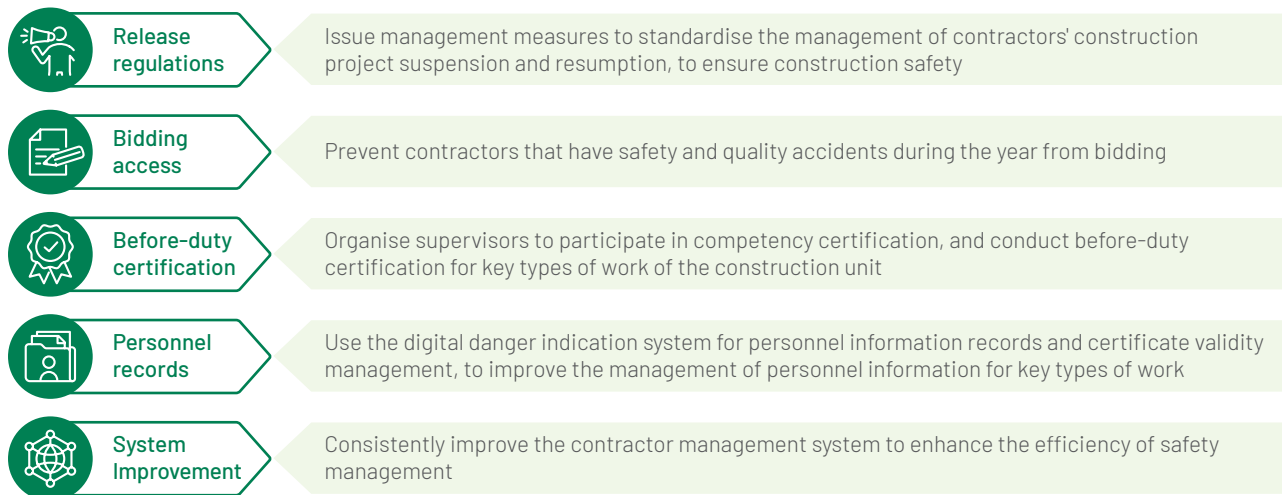 Release
regulations
Issue management measures to standardise the management of contractors' construction
project suspension and resumption, to ensure construction safety
Bidding
access
Prevent contractors that have safety and quality accidents during the year from bidding
Before-duty
certification
Organise supervisors to participate in competency certification, and conduct before-duty
certification for key types of work of the construction unit
Personnel
records
Use the digital danger indication system for personnel information records and certificate validity
management, to improve the management of personnel information for key types of work
System
Improvement
Consistently improve the contractor management system to enhance the efficiency of safety
management